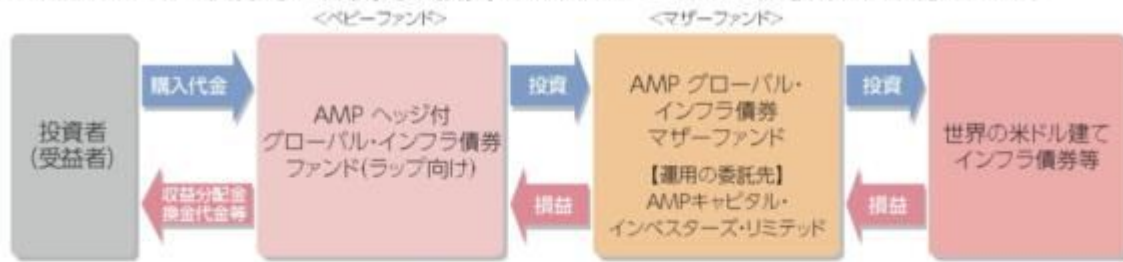 <ベビーファンド>
<マザーファンド>
投資者
(受益者)
購入代金
収益分配金
換金代金等
AMP ヘッジ付
グローバル・インフラ債券
ファンド(ラップ向け)
投資
損益
AMP グローバル・
インフラ債券
マザーファンド
【運用の委託先】
AMPキャピタル・
インベスターズ・リミテッド
投資
損益
世界の米ドル建て
インフラ債券等